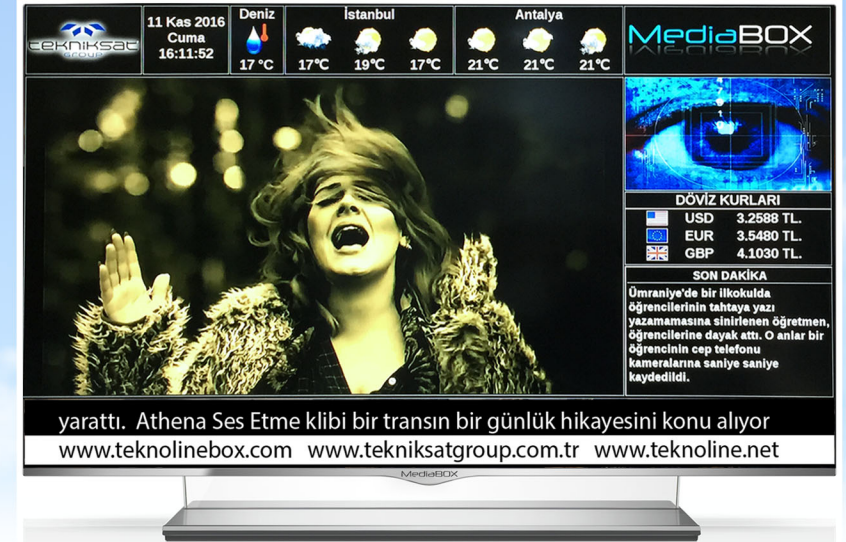 TEKNİKSAT
GROUP
11 Kas 2016
Cuma
16:11:52
Deniz
17 °C
İstanbul
17°C 19°C 17°C
Antalya
21°C 21°C 21°C
MediaBOX
DÖVİZ KURLARI
USD 3.2588 TL.
EUR 3.5480 TL.
GBP 4.1030 TL.
SON DAKİKA
Ümraniye'de bir ilkokulda
öğrencilerinin tahtaya yazı
yazamamasına sinirlenen öğretmen,
öğrencilerine dayak attı. O anlar bir
öğrencinin cep telefonu
kameralarına saniye saniye
kaydedildi.
yarattı. Athena Ses Etme klibi bir transın bir günlük hikayesini konu alıyor
www.teknolinebox.com www.tekniksatgroup.com.tr www.teknoline.net
MediaBOX